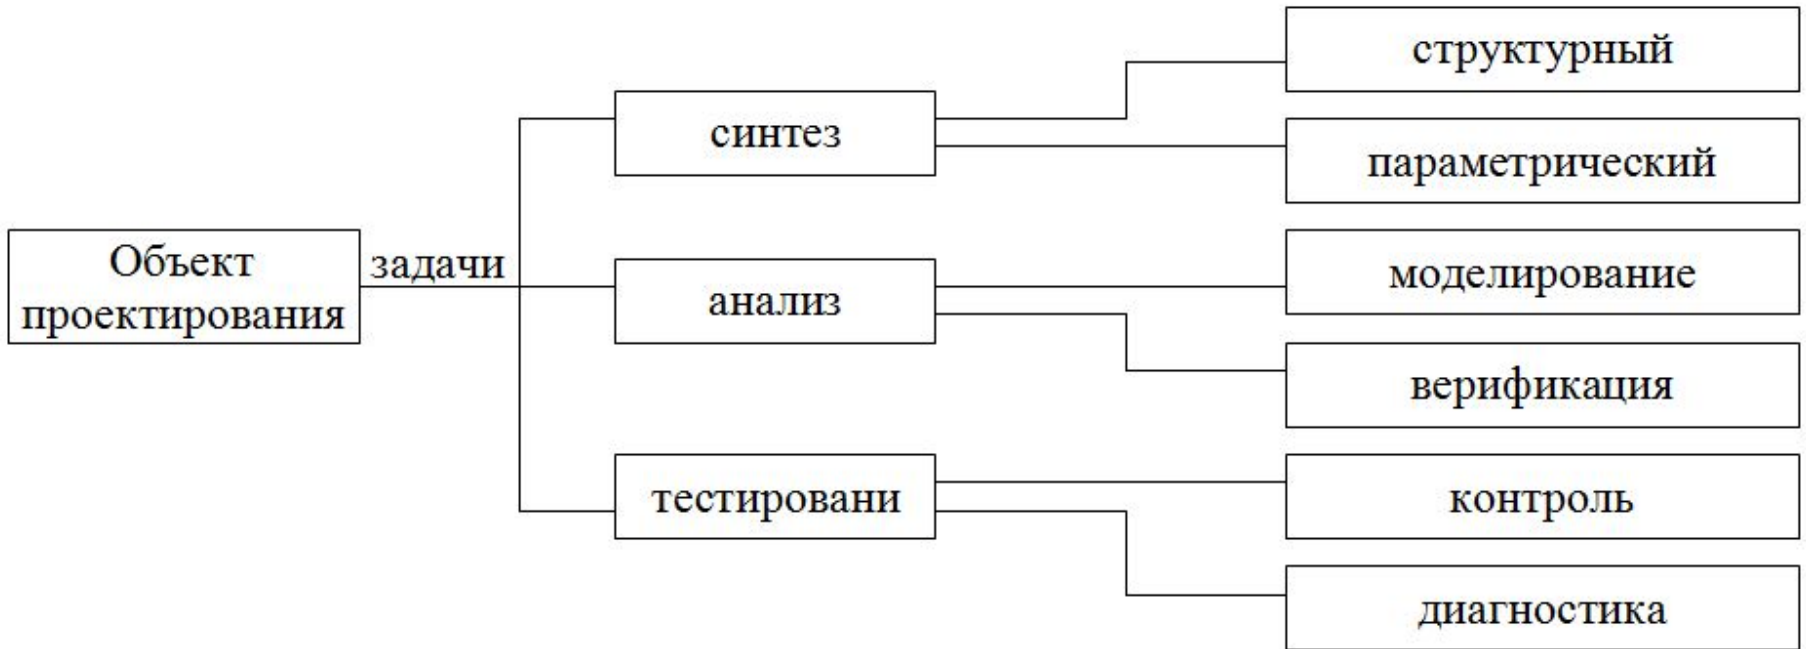 Объект
проектирования
задачи
синтез
анализ
тестировани
структурный
параметрический
моделирование
верификация
контроль
диагностика